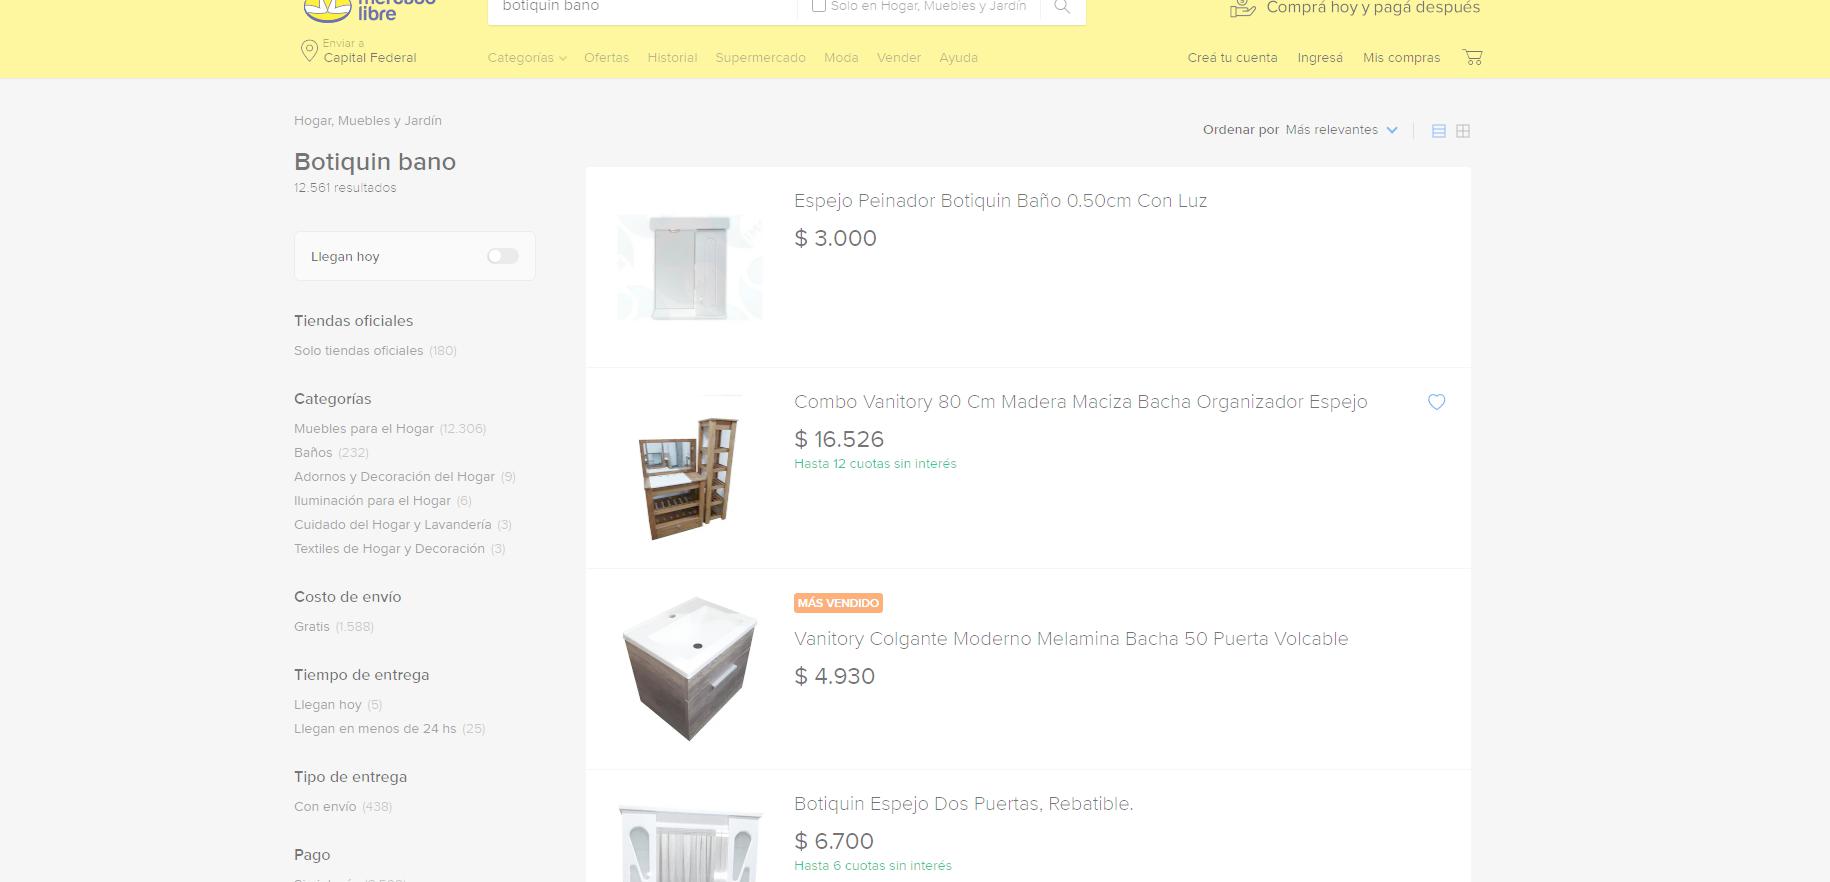 libre
botiquin bano
Solo en Hogar, Muebles y Jardín
Comprá hoy y pagá después
Enviar a
Capital Federal
Categorías
Ofertas
Historial
Supermercado
Moda
Vender
Ayuda
Creá tu cuenta
Ingresá
Mis compras
Hogar, Muebles y Jardín
Botiquin bano
12.561 resultados
Ordenar por Más relevantes
Llegan hoy
Tiendas oficiales
Solo tiendas oficiales (180)
Categorías
Muebles para el Hogar (12.306)
Baños (232)
Adornos y Decoración del Hogar (9)
Iluminación para el Hogar (6)
Cuidado del Hogar y Lavandería (3)
Textiles de Hogar y Decoración (3)
Costo de envío
Gratis (1.588)
Tiempo de entrega
Llegan hoy (5)
Llegan en menos de 24 hs (25)
Tipo de entrega
Con envío (438)
Pago
Espejo Peinador Botiquin Baño 0.50cm Con Luz
$ 3.000
Combo Vanitory 80 Cm Madera Maciza Bacha Organizador Espejo
$ 16.526
Hasta 12 cuotas sin interés
MÁS VENDIDO
Vanitory Colgante Moderno Melamina Bacha 50 Puerta Volcable
$ 4.930
Botiquin Espejo Dos Puertas, Rebatible.
$ 6.700
Hasta 6 cuotas sin interés